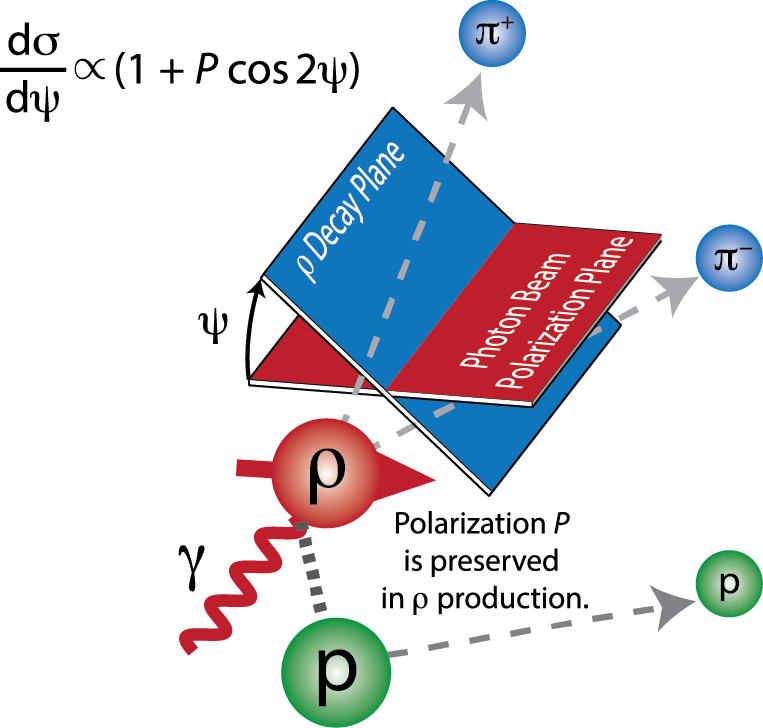 dσ/dψ ∝ (1 + P cos 2ψ)
π⁺
ρ Decay Plane
π⁻
Photon Beam
Polarization Plane
ψ
ρ
γ
Polarization P
is preserved
in ρ production.
p
p